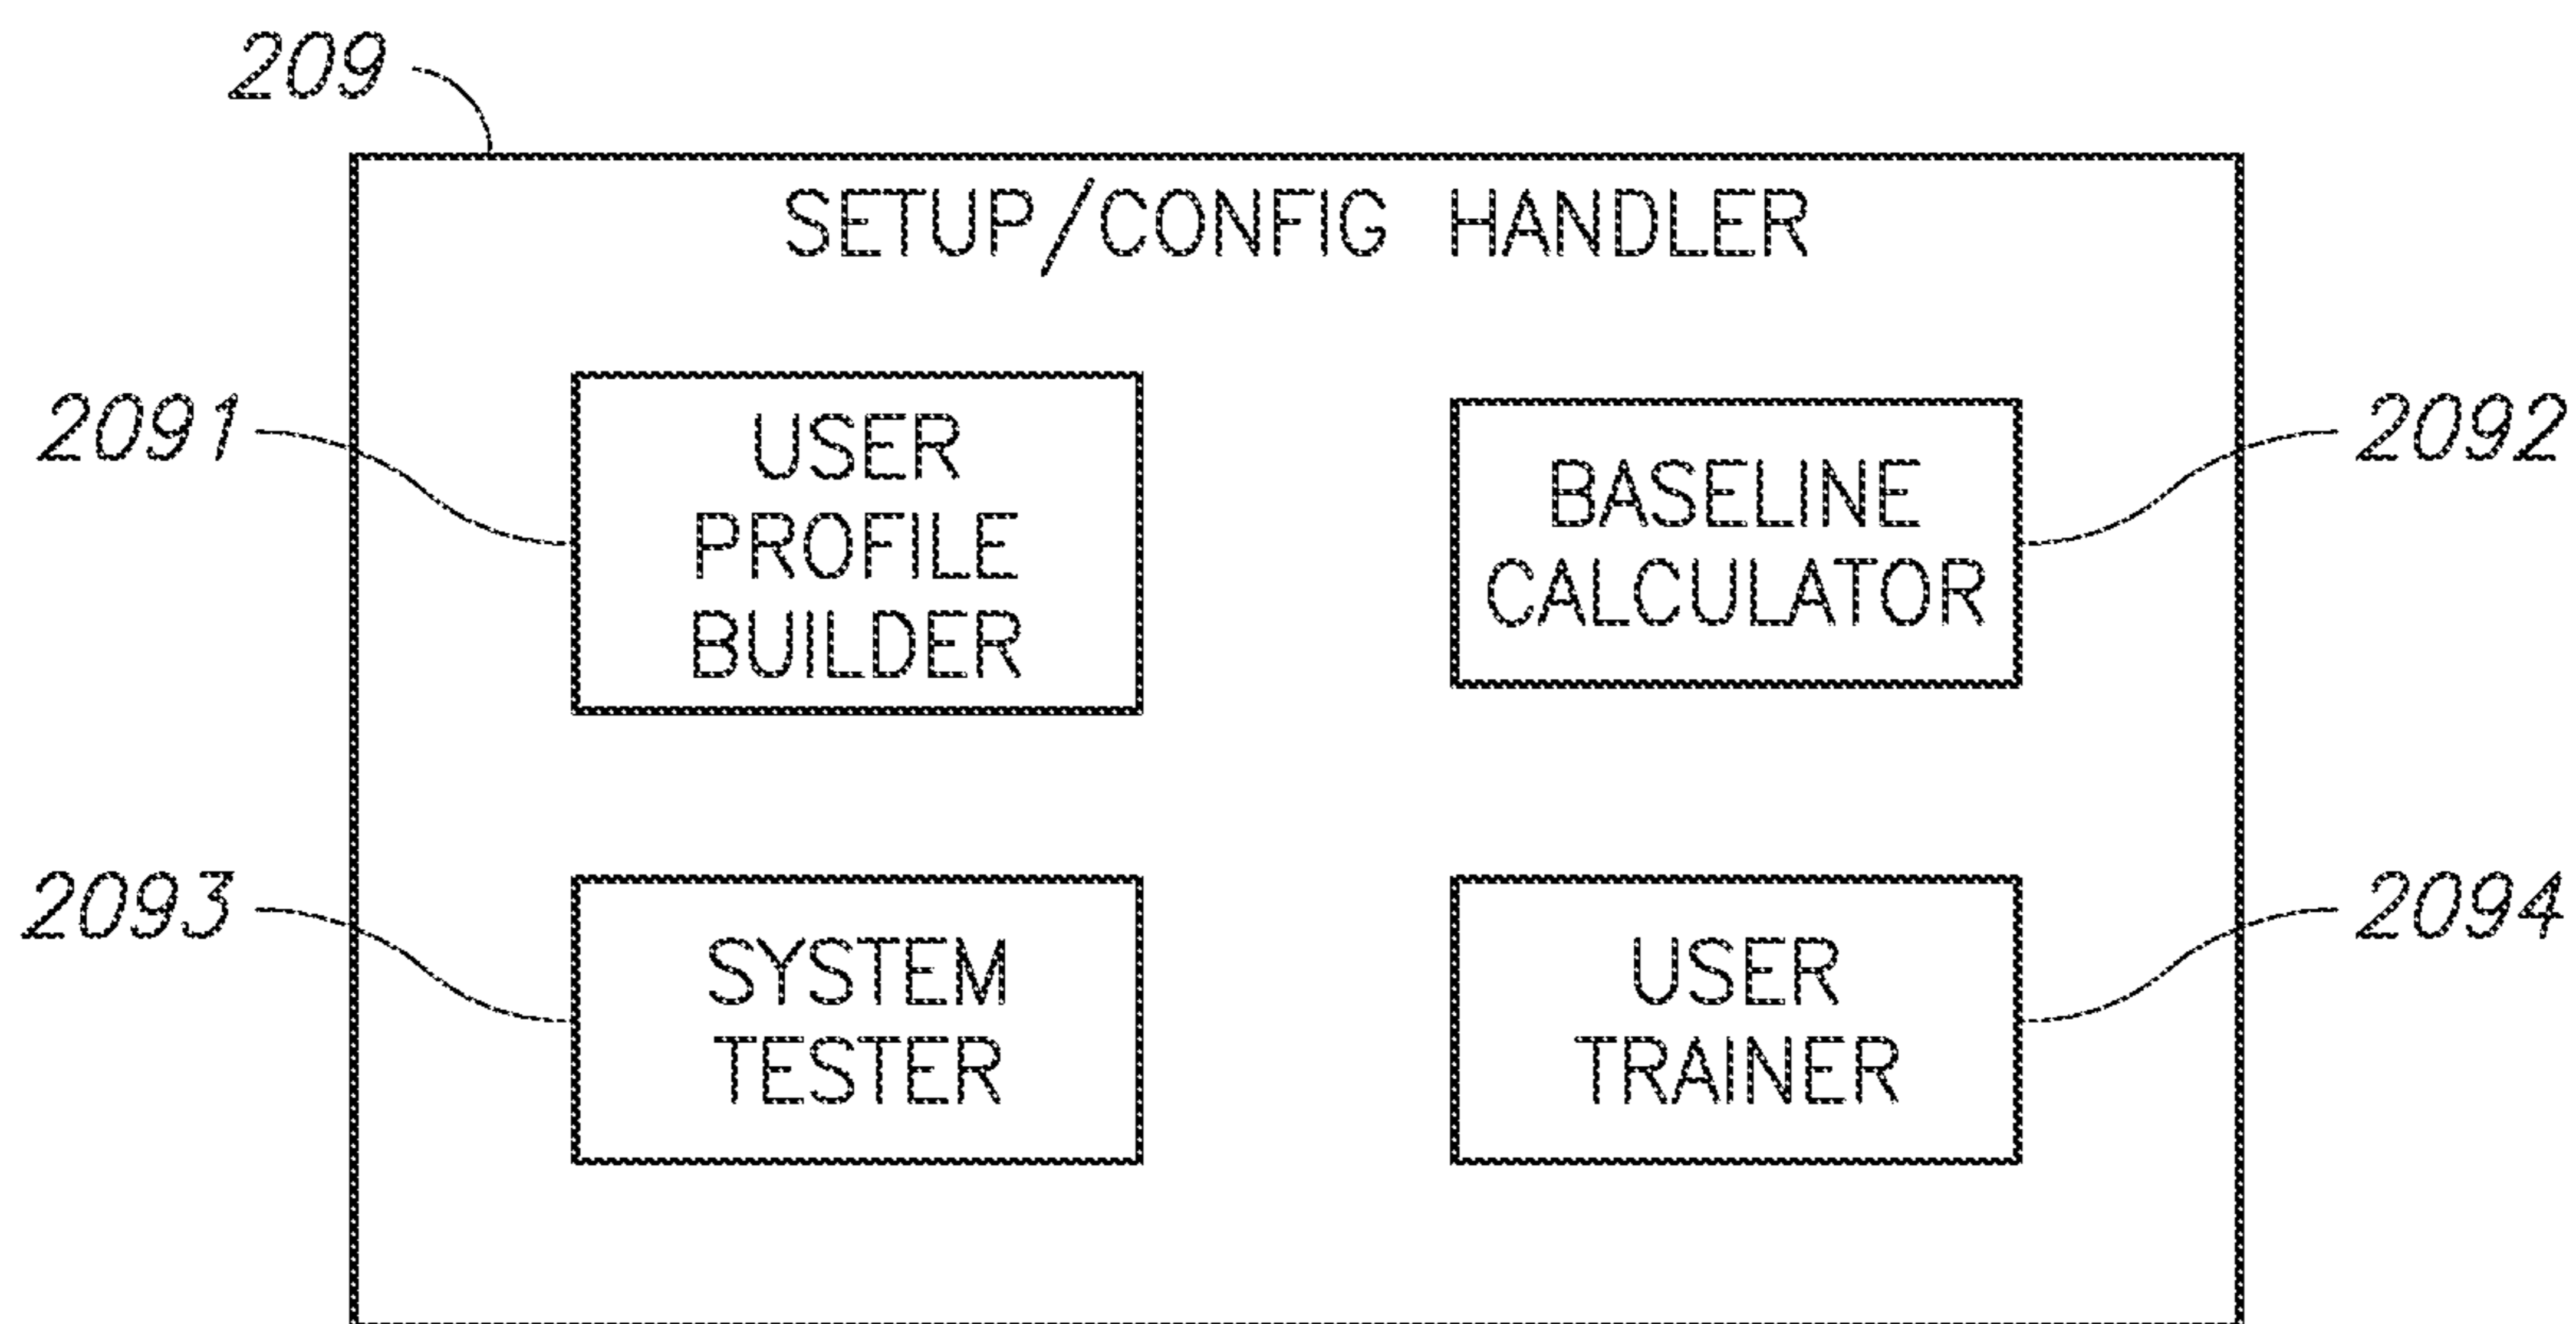 209
SETUP/CONFIG HANDLER
2091
USER
PROFILE
BUILDER
BASELINE
CALCULATOR
2092
2093
SYSTEM
TESTER
USER
TRAINER
2094